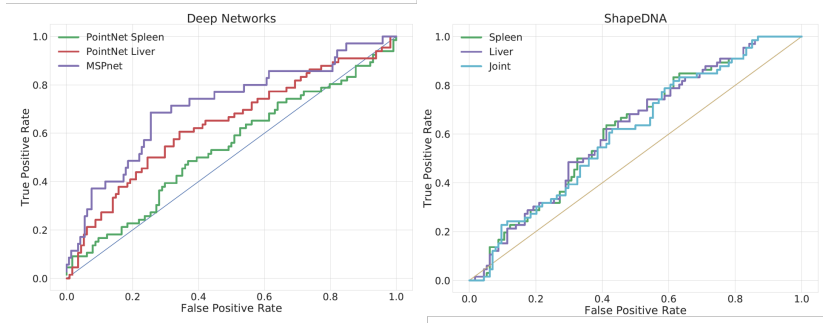 Deep Networks
True Positive Rate
1.0
0.8
0.6
0.4
0.2
0.0
PointNet Spleen
PointNet Liver
MSPnet
0.0 0.2 0.4 0.6 0.8 1.0
False Positive Rate
ShapeDNA
True Positive Rate
1.0
0.8
0.6
0.4
0.2
0.0
Spleen
Liver
Joint
0.0 0.2 0.4 0.6 0.8 1.0
False Positive Rate